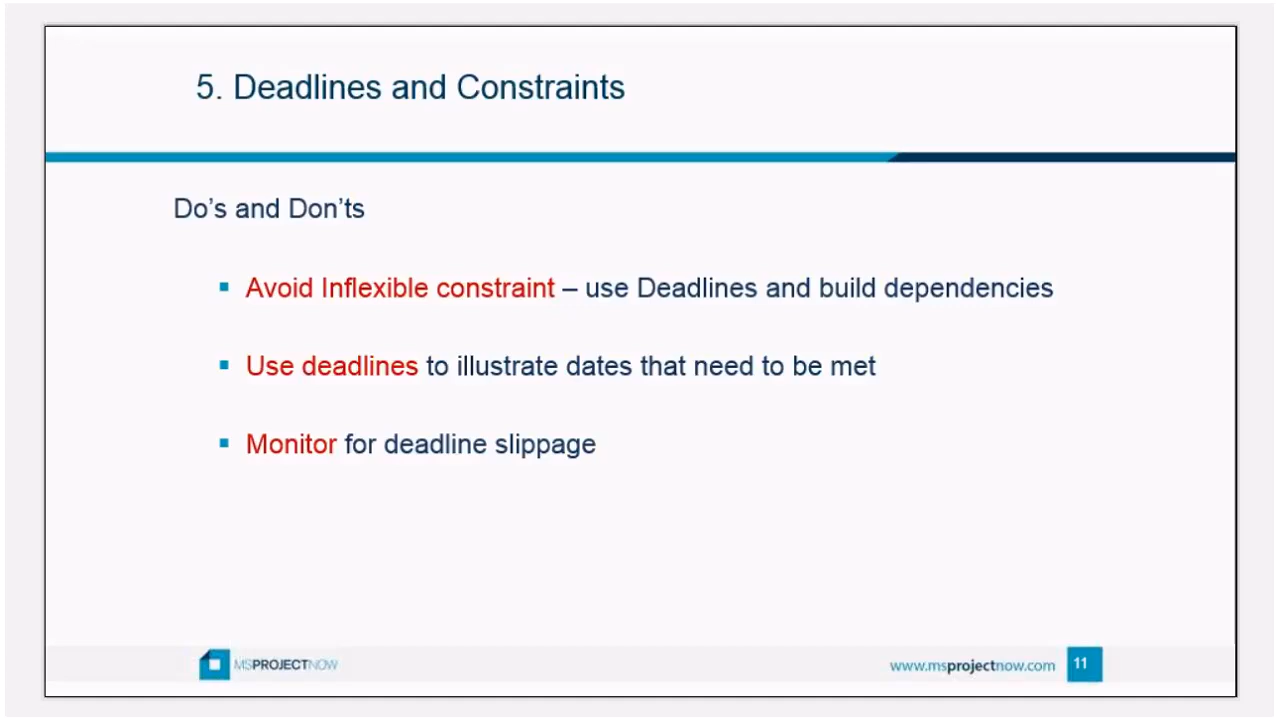 5. Deadlines and Constraints
Do’s and Don’ts
▪ Avoid Inflexible constraint – use Deadlines and build dependencies
▪ Use deadlines to illustrate dates that need to be met
▪ Monitor for deadline slippage
MSPROJECTNOW
www.msprojectnow.com
11